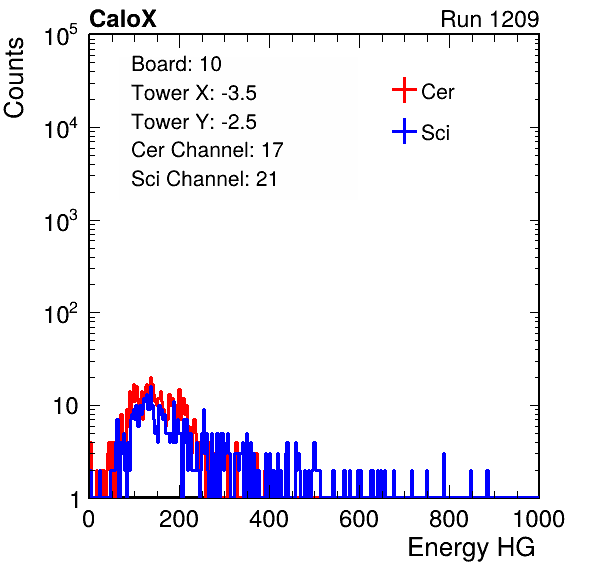 CaloX Run 1209
Counts
10^5
10^4
10^3
10^2
10
1
Board: 10
Tower X: -3.5
Tower Y: -2.5
Cer Channel: 17
Sci Channel: 21
Cer
Sci
0 200 400 600 800 1000
Energy HG